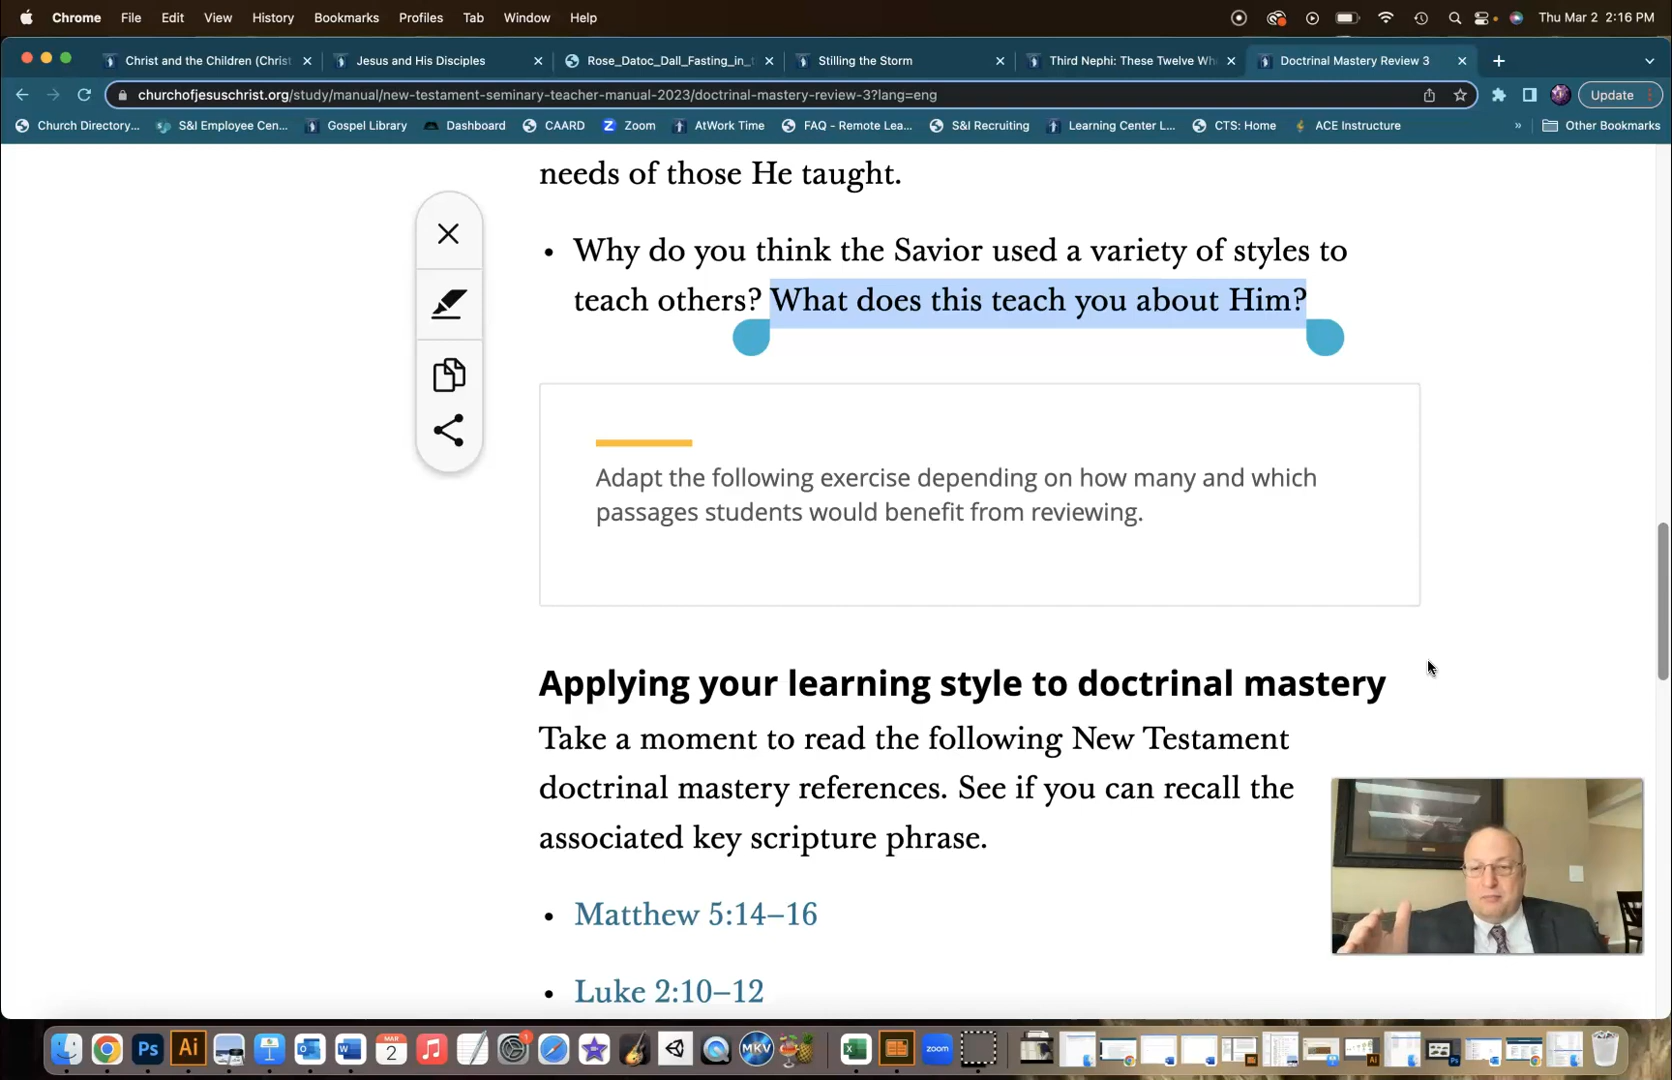 Chrome File Edit View History Bookmarks Profiles Tab Window Help Thu Mar 2 2:16 PM
Christ and the Children (Christ Jesus and His Disciples Rose_Datoc_Dall_Fasting_in_ Stilling the Storm Third Nephi: These Twelve Wh Doctrinal Mastery Review 3
churchofjesuschrist.org/study/manual/new-testament-seminary-teacher-manual-2023/doctrinal-mastery-review-3?lang=eng Update
Church Directory... S&I Employee Cen... Gospel Library Dashboard CAARD Zoom AtWork Time FAQ - Remote Lea... S&I Recruiting Learning Center L... CTS: Home ACE Instructure » Other Bookmarks
needs of those He taught.
• Why do you think the Savior used a variety of styles to
teach others? What does this teach you about Him?
Adapt the following exercise depending on how many and which
passages students would benefit from reviewing.
Applying your learning style to doctrinal mastery
Take a moment to read the following New Testament
doctrinal mastery references. See if you can recall the
associated key scripture phrase.
• Matthew 5:14–16
• Luke 2:10–12
Ps Ai MAR 2 1 MKV zoom